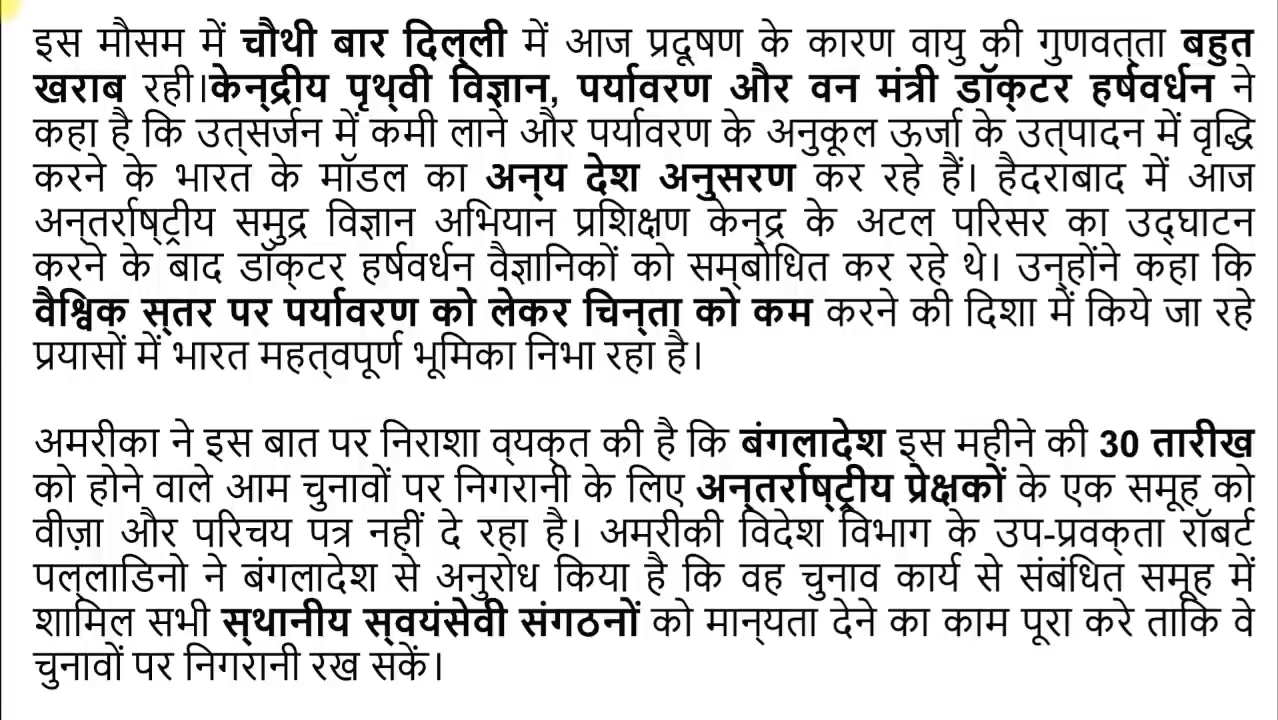 इस मौसम में चौथी बार दिल्ली में आज प्रदूषण के कारण वायु की गुणवत्ता बहुत
खराब रही।केन्द्रीय पृथ्वी विज्ञान, पर्यावरण और वन मंत्री डॉक्टर हर्षवर्धन ने
कहा है कि उत्सर्जन में कमी लाने और पर्यावरण के अनुकूल ऊर्जा के उत्पादन में वृद्धि
करने के भारत के मॉडल का अन्य देश अनुसरण कर रहे हैं। हैदराबाद में आज
अन्तर्राष्ट्रीय समुद्र विज्ञान अभियान प्रशिक्षण केन्द्र के अटल परिसर का उद्घाटन
करने के बाद डॉक्टर हर्षवर्धन वैज्ञानिकों को सम्बोधित कर रहे थे। उन्होंने कहा कि
वैश्विक स्तर पर पर्यावरण को लेकर चिन्ता को कम करने की दिशा में किये जा रहे
प्रयासों में भारत महत्वपूर्ण भूमिका निभा रहा है।
अमरीका ने इस बात पर निराशा व्यक्त की है कि बंगलादेश इस महीने की 30 तारीख
को होने वाले आम चुनावों पर निगरानी के लिए अन्तर्राष्ट्रीय प्रेक्षकों के एक समूह को
वीज़ा और परिचय पत्र नहीं दे रहा है। अमरीकी विदेश विभाग के उप-प्रवक्ता रॉबर्ट
पल्लाडिनो ने बंगलादेश से अनुरोध किया है कि वह चुनाव कार्य से संबंधित समूह में
शामिल सभी स्थानीय स्वयंसेवी संगठनों को मान्यता देने का काम पूरा करे ताकि वे
चुनावों पर निगरानी रख सकें।